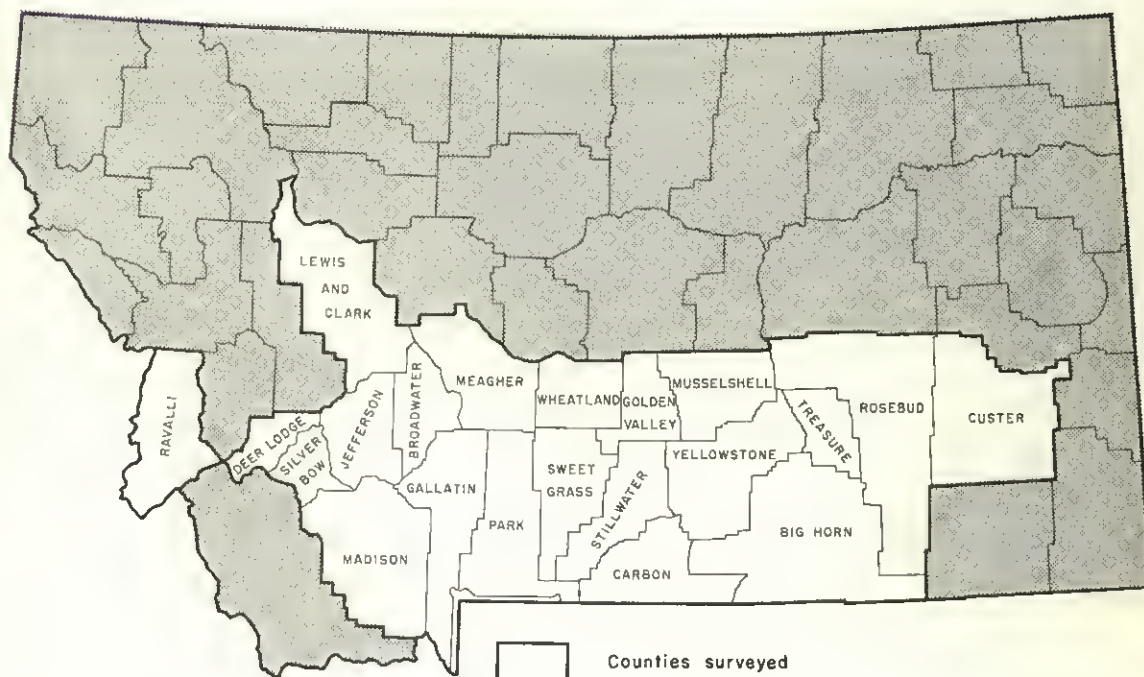 LEWIS
AND
CLARK
RAVALLI
DEER LODGE
SILVER
BOW
JEFFERSON
BROADWATER
MEAGHER
WHEATLAND
GOLDEN
VALLEY
MUSSELSHELL
TREASURE
ROSEBUD
CUSTER
GALLATIN
MADISON
PARK
SWEET
GRASS
STILLWATER
YELLOWSTONE
CARBON
BIG HORN
Counties surveyed